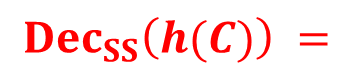 Dec_SS(h(C)) =